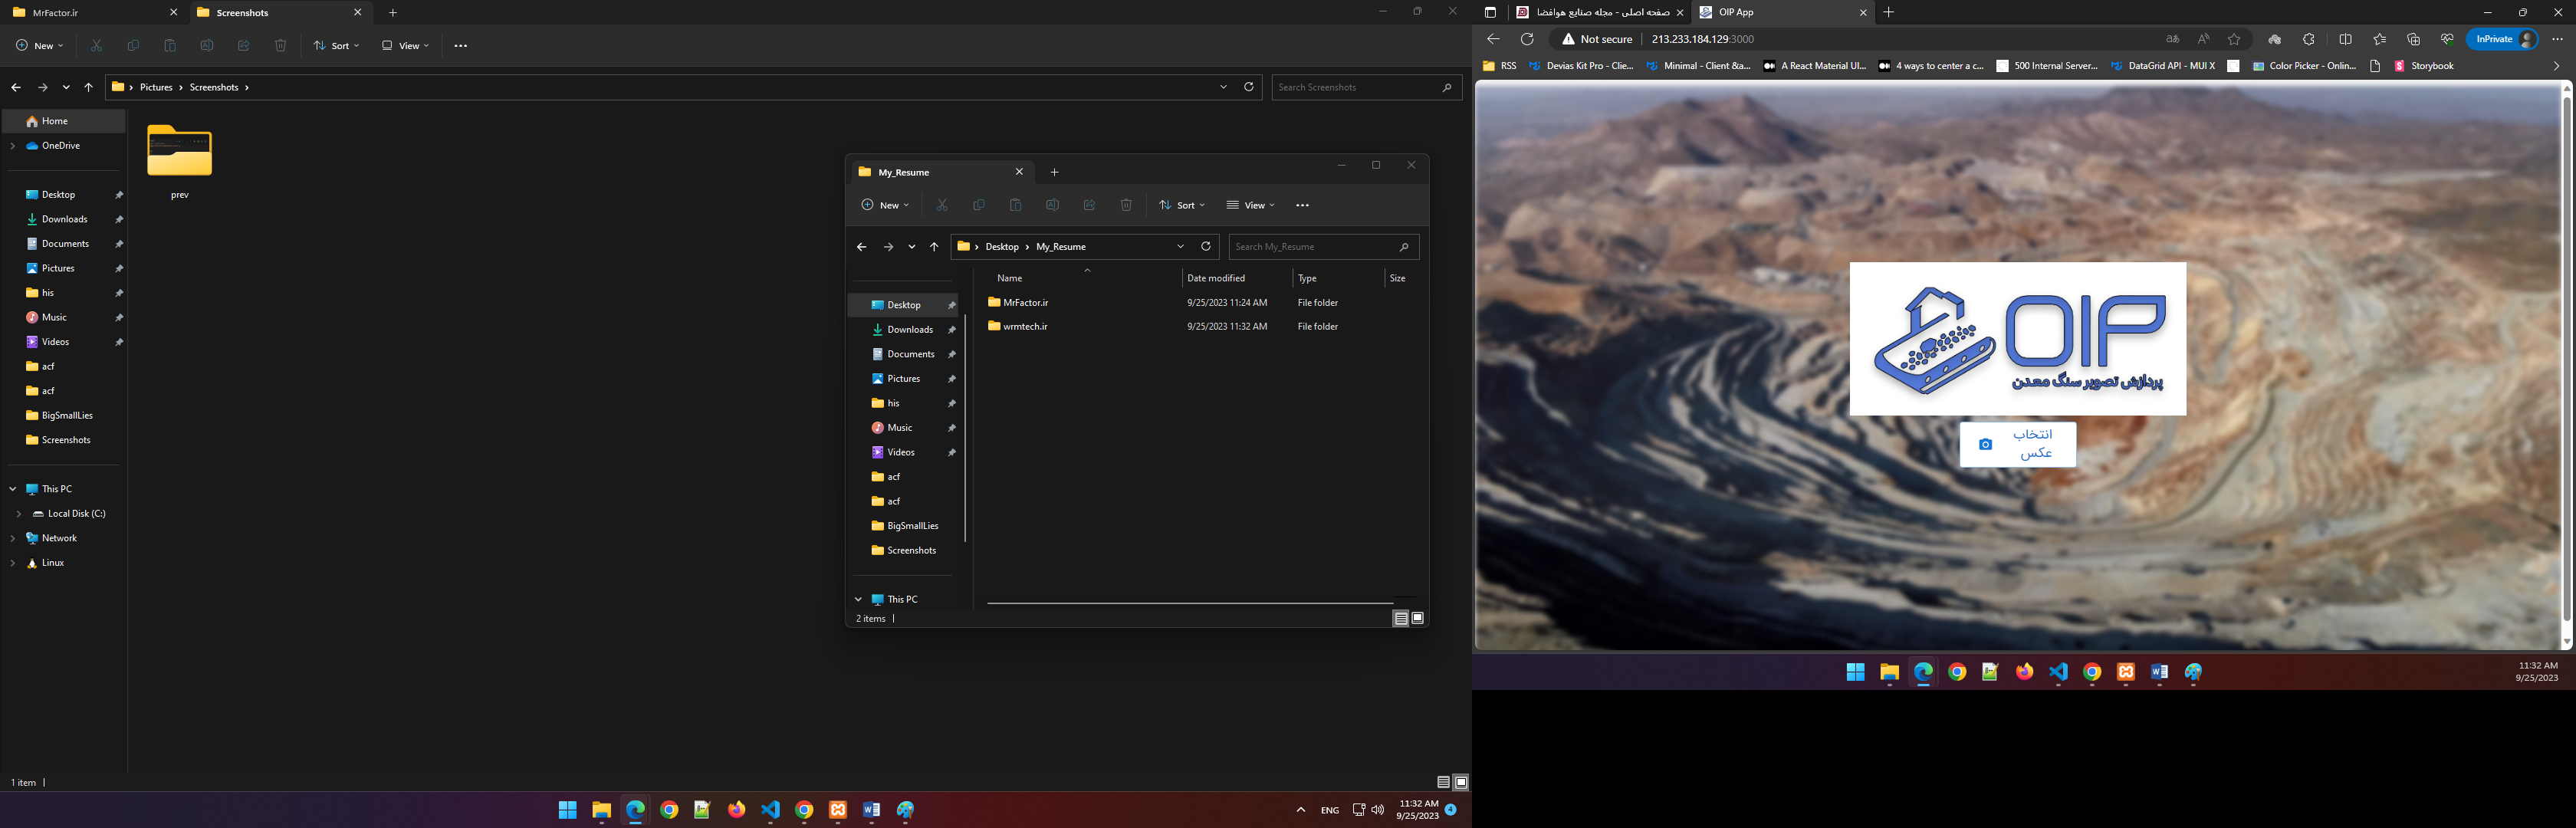 MrFactor.ir
Screenshots
New
Sort
View
Pictures
Screenshots
Search Screenshots
Home
OneDrive
Desktop
Downloads
Documents
Pictures
his
Music
Videos
acf
acf
BigSmallLies
Screenshots
This PC
Local Disk (C:)
Network
Linux
prev
1 item
My_Resume
New
Sort
View
Desktop
My_Resume
Search My_Resume
Desktop
Downloads
Documents
Pictures
his
Music
Videos
acf
acf
BigSmallLies
Screenshots
This PC
Name Date modified Type Size
MrFactor.ir 9/25/2023 11:24 AM File folder
wrmtech.ir 9/25/2023 11:32 AM File folder
2 items
ENG
11:32 AM
9/25/2023
4
صفحه اصلی - مجله صنایع هوافضا
OIP App
Not secure
213.233.184.129:3000
InPrivate
RSS
Devias Kit Pro - Clie...
Minimal - Client &a...
A React Material UI...
4 ways to center a c...
500 Internal Server...
DataGrid API - MUI X
Color Picker - Onlin...
Storybook
OIP
پردازش تصویر سنگ معدن
انتخاب
عکس
11:32 AM
9/25/2023